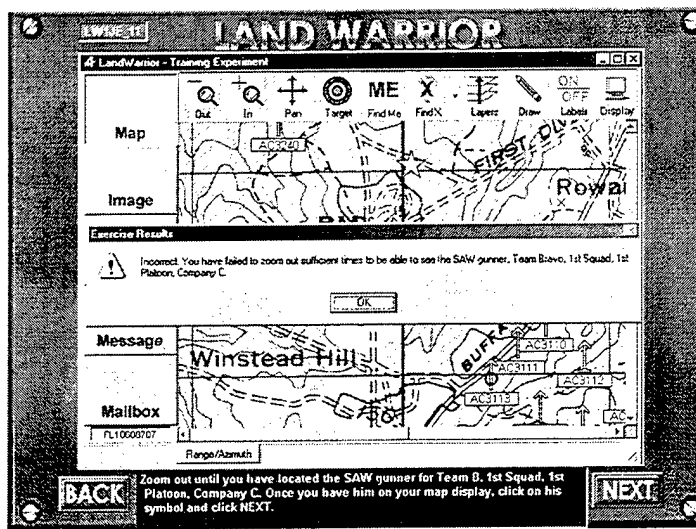 LW1JE_11
LAND WARRIOR
LandWarrior - Training Experiment
Out
In
Pan
Target
ME
Find Me
X
Find X
Layers
Draw
ON
OFF
Labels
Display
Map
Image
AC3240
FIRST
Rowai
Exercise Results
Incorrect. You have failed to zoom out sufficient times to be able to see the SAW gunner, Team Bravo, 1st Squad, 1st
Platoon, Company C.
OK
Message
Mailbox
Winstead Hill
BUFFA
AC3110
AC3111
AC3112
AC3113
AC
Range/Azimuth
BACK
Zoom out until you have located the SAW gunner for Team B, 1st Squad, 1st
Platoon, Company C. Once you have him on your map display, click on his
symbol and click NEXT.
NEXT